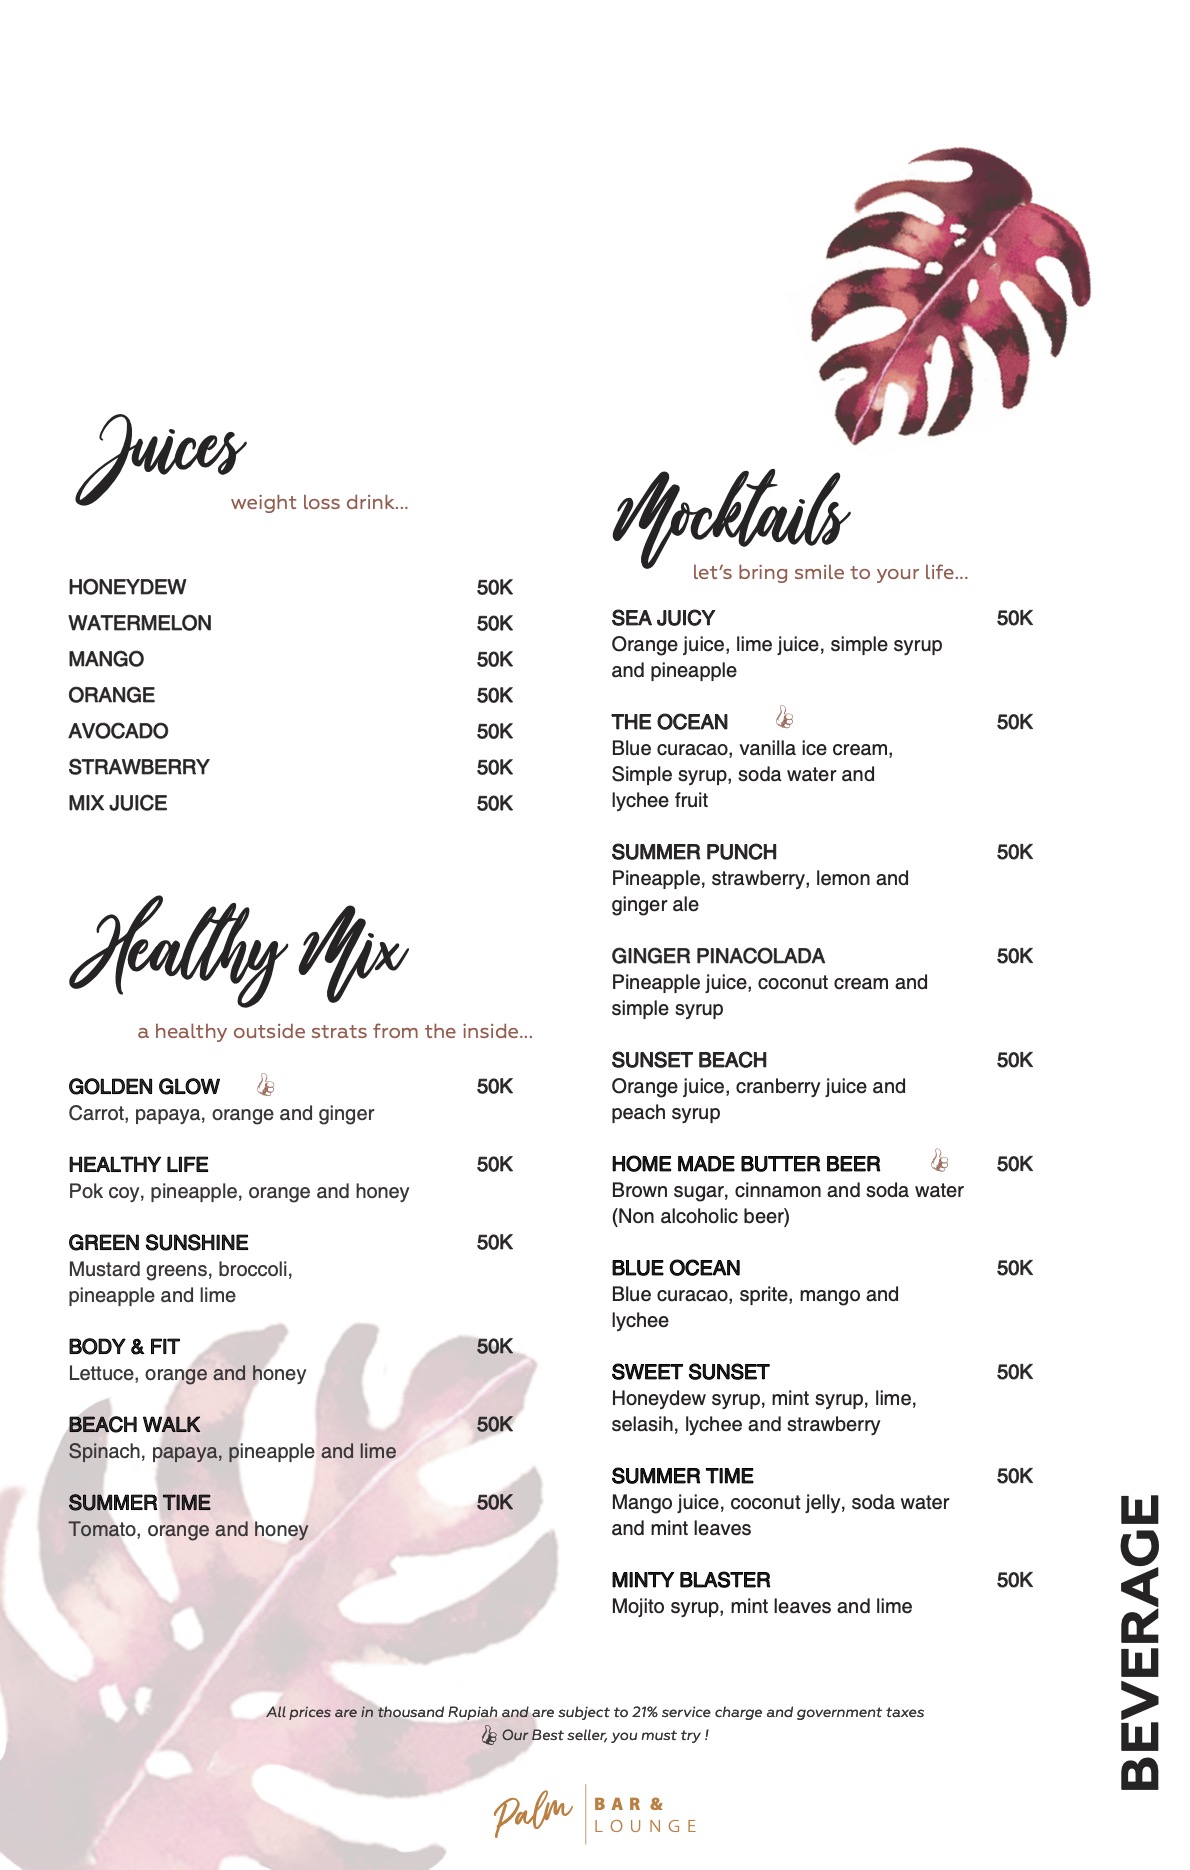 Juices
weight loss drink...
HONEYDEW 50K
WATERMELON 50K
MANGO 50K
ORANGE 50K
AVOCADO 50K
STRAWBERRY 50K
MIX JUICE 50K
Healthy Mix
a healthy outside strats from the inside...
GOLDEN GLOW 50K
Carrot, papaya, orange and ginger
HEALTHY LIFE 50K
Pok coy, pineapple, orange and honey
GREEN SUNSHINE 50K
Mustard greens, broccoli,
pineapple and lime
BODY & FIT 50K
Lettuce, orange and honey
BEACH WALK 50K
Spinach, papaya, pineapple and lime
SUMMER TIME 50K
Tomato, orange and honey
Mocktails
let's bring smile to your life...
SEA JUICY 50K
Orange juice, lime juice, simple syrup
and pineapple
THE OCEAN 50K
Blue curacao, vanilla ice cream,
Simple syrup, soda water and
lychee fruit
SUMMER PUNCH 50K
Pineapple, strawberry, lemon and
ginger ale
GINGER PINACOLADA 50K
Pineapple juice, coconut cream and
simple syrup
SUNSET BEACH 50K
Orange juice, cranberry juice and
peach syrup
HOME MADE BUTTER BEER 50K
Brown sugar, cinnamon and soda water
(Non alcoholic beer)
BLUE OCEAN 50K
Blue curacao, sprite, mango and
lychee
SWEET SUNSET 50K
Honeydew syrup, mint syrup, lime,
selasih, lychee and strawberry
SUMMER TIME 50K
Mango juice, coconut jelly, soda water
and mint leaves
MINTY BLASTER 50K
Mojito syrup, mint leaves and lime
BEVERAGE
All prices are in thousand Rupiah and are subject to 21% service charge and government taxes
Our Best seller, you must try !
Palm BAR &
LOUNGE